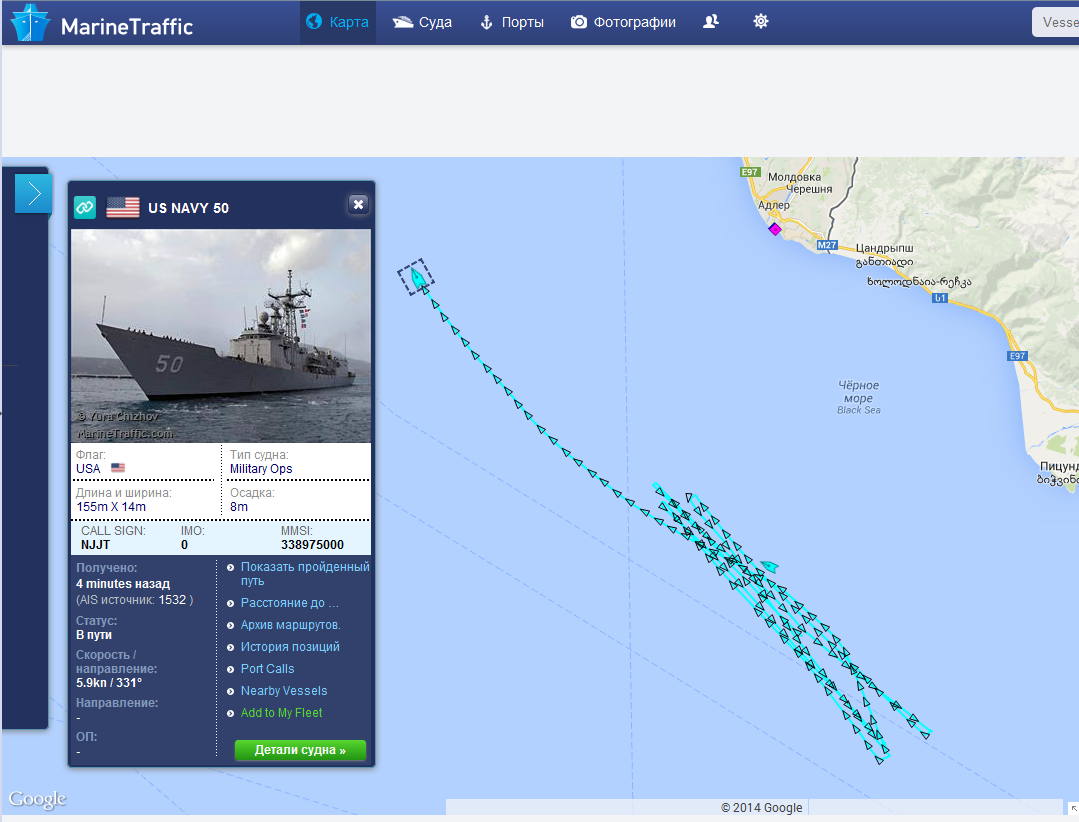 MarineTraffic
Карта
Суда
Порты
Фотографии
Vesse
US NAVY 50
50
© Yura Chizhov
MarineTraffic.com
Флаг:
USA
Тип судна:
Military Ops
Длина и ширина:
155m X 14m
Осадка:
8m
CALL SIGN:
NJJT
IMO:
0
MMSI:
338975000
Получено:
4 minutes назад
(AIS источник: 1532 )
Статус:
В пути
Скорость /
направление:
5.9kn / 331°
Направление:
-
ОП:
-
Показать пройденный
путь
Расстояние до ...
Архив маршрутов.
История позиций
Port Calls
Nearby Vessels
Add to My Fleet
Детали судна »
E97
Молдовка
Черешня
Адлер
M27
Цандрыпш
განთიადი
ხოლოდნაია-რეჩკა
ს1
E97
Чёрное
море
Black Sea
Пицунд
ბიჭვინ
Google
© 2014 Google